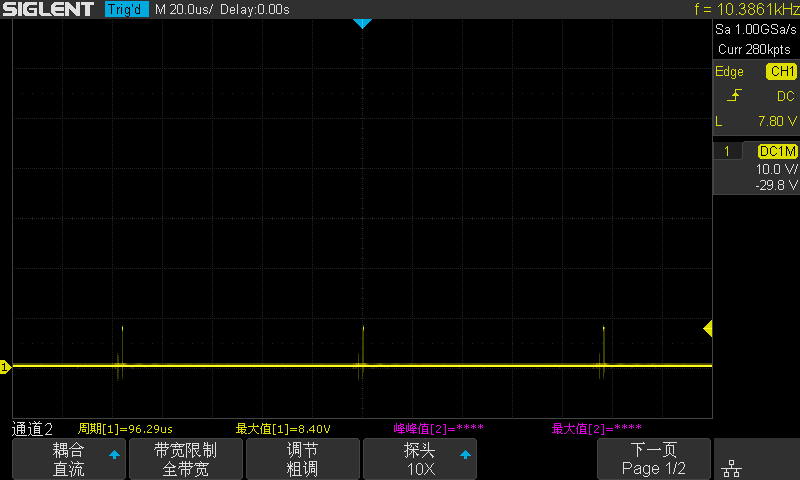 SIGLENT Trig'd M 20.0us/ Delay:0.00s f = 10.3861kHz
Sa 1.00GSa/s
Curr 280kpts
Edge CH1
DC
L 7.80 V
1 DC1M
10.0 V/
-29.8 V
1
通道2 周期[1]=96.29us 最大值[1]=8.40V 峰峰值[2]=**** 最大值[2]=****
耦合 带宽限制 调节 探头 下一页
直流 全带宽 粗调 10X Page 1/2